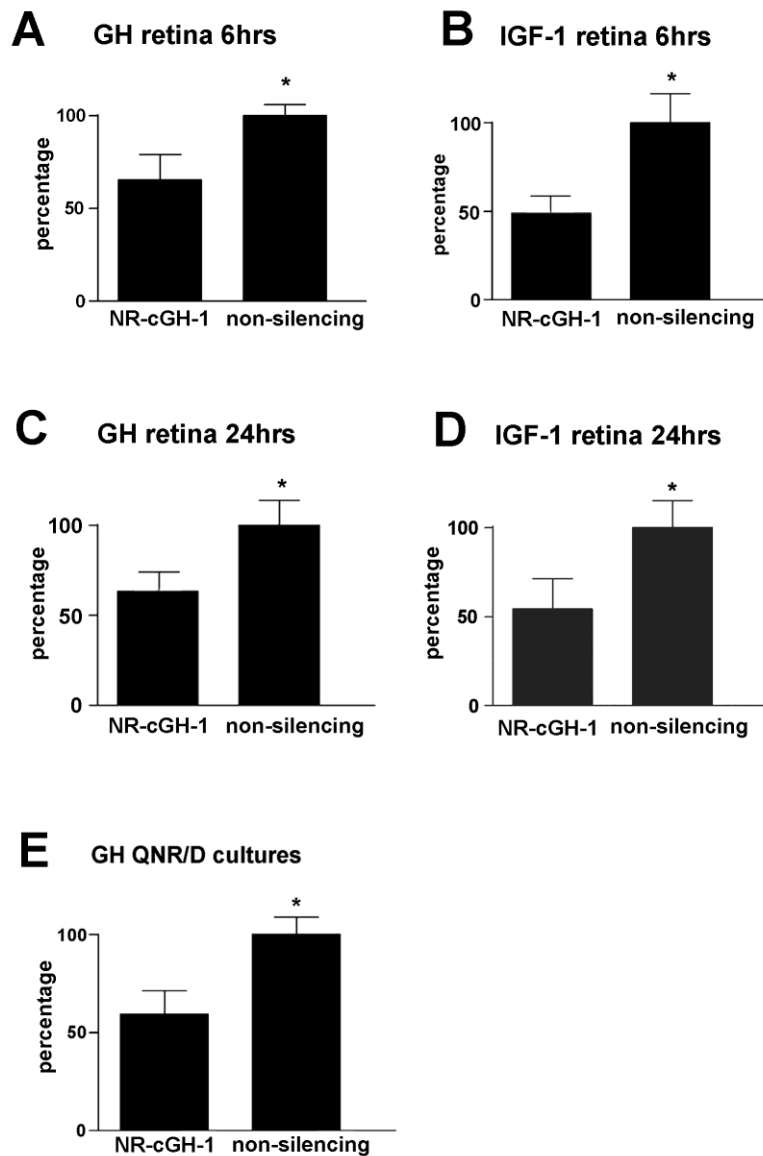 A GH retina 6hrs
*
percentage
100
50
0
NR-cGH-1 non-silencing
B IGF-1 retina 6hrs
*
percentage
100
50
0
NR-cGH-1 non-silencing
C GH retina 24hrs
*
percentage
100
50
0
NR-cGH-1 non-silencing
D IGF-1 retina 24hrs
*
percentage
100
50
0
NR-cGH-1 non-silencing
E GH QNR/D cultures
*
percentage
100
50
0
NR-cGH-1 non-silencing